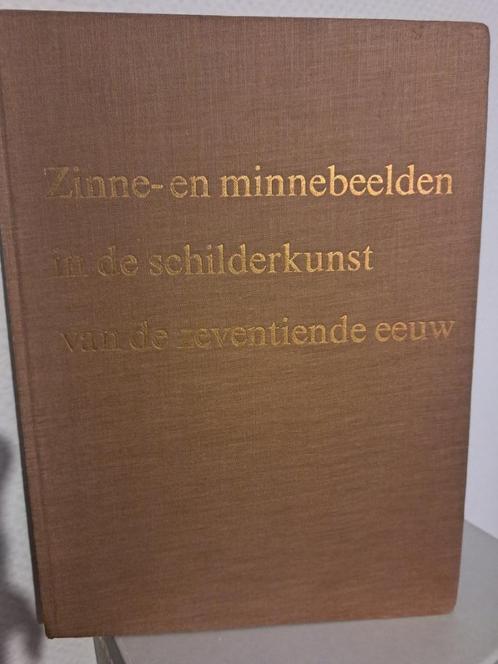 Zinne- en minnebeelden
in de schilderkunst
van de zeventiende eeuw